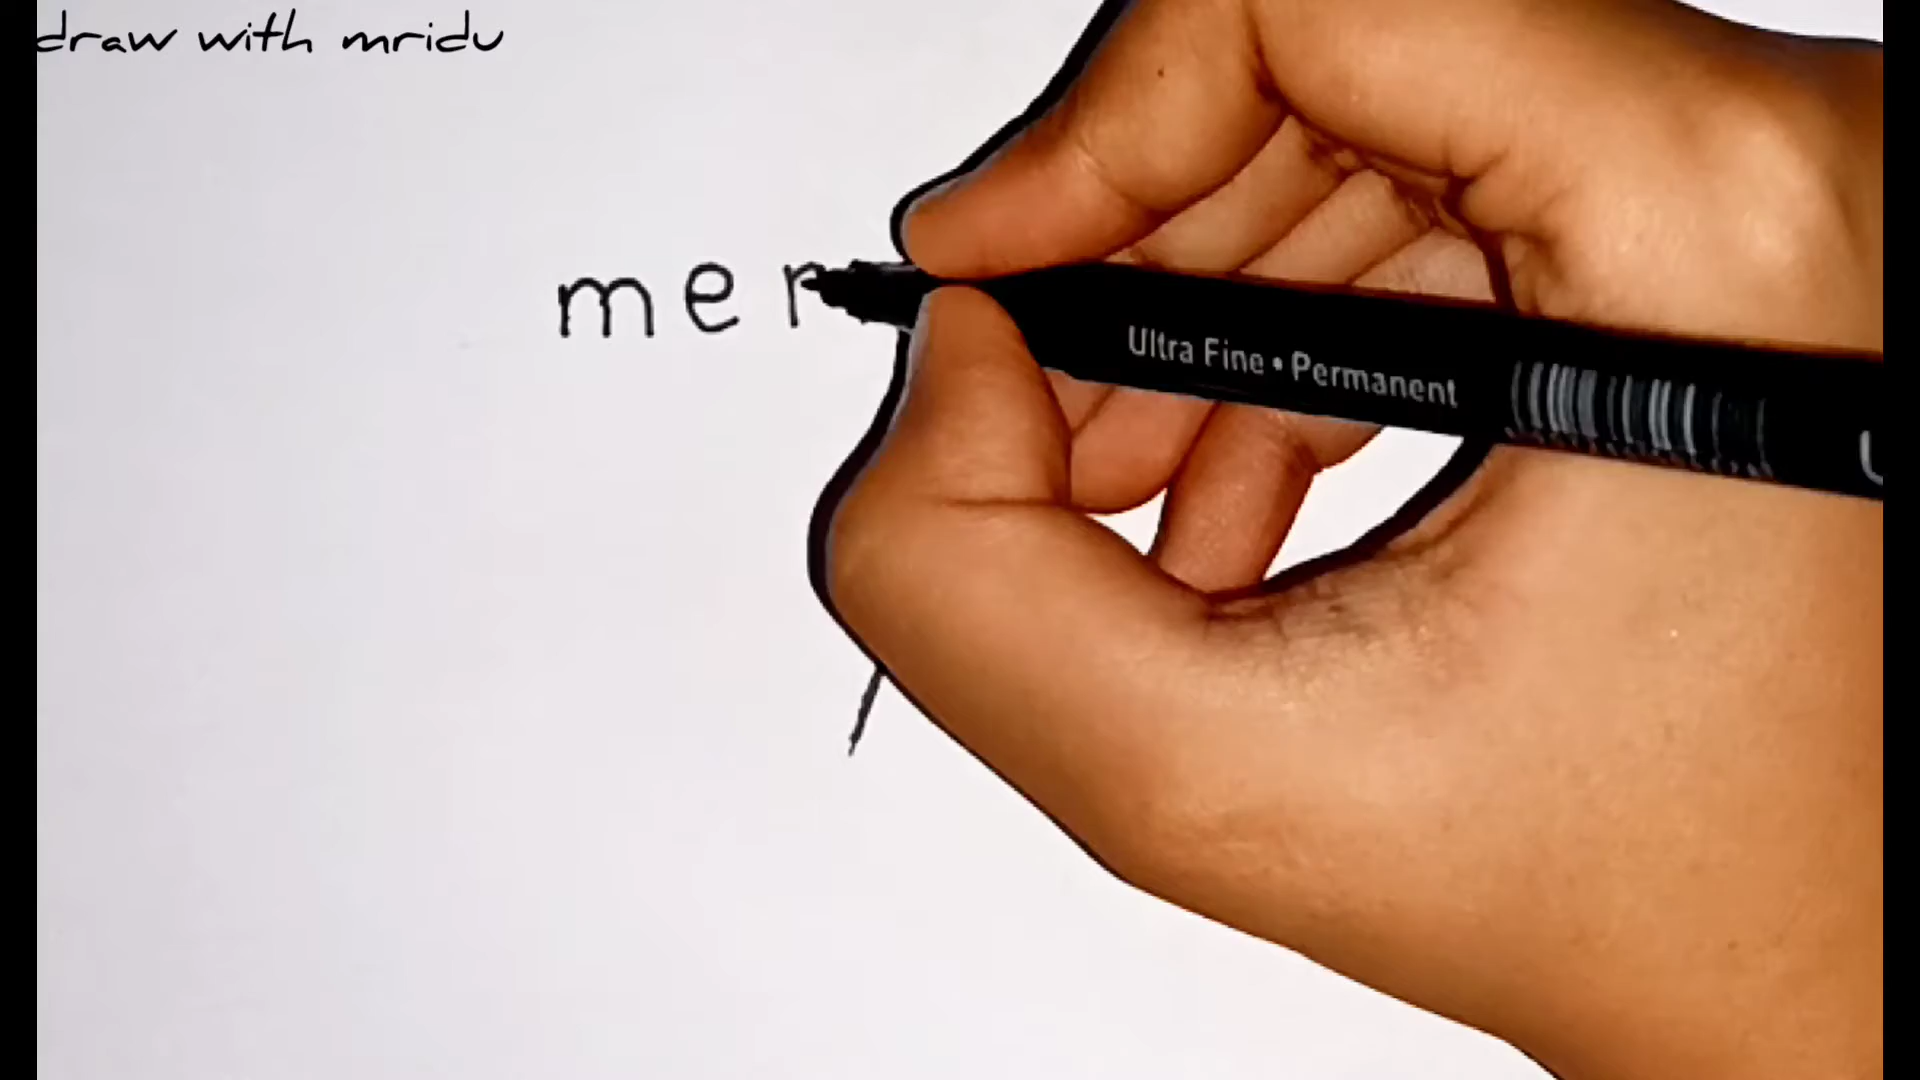 draw with mridu
mer
Ultra Fine • Permanent